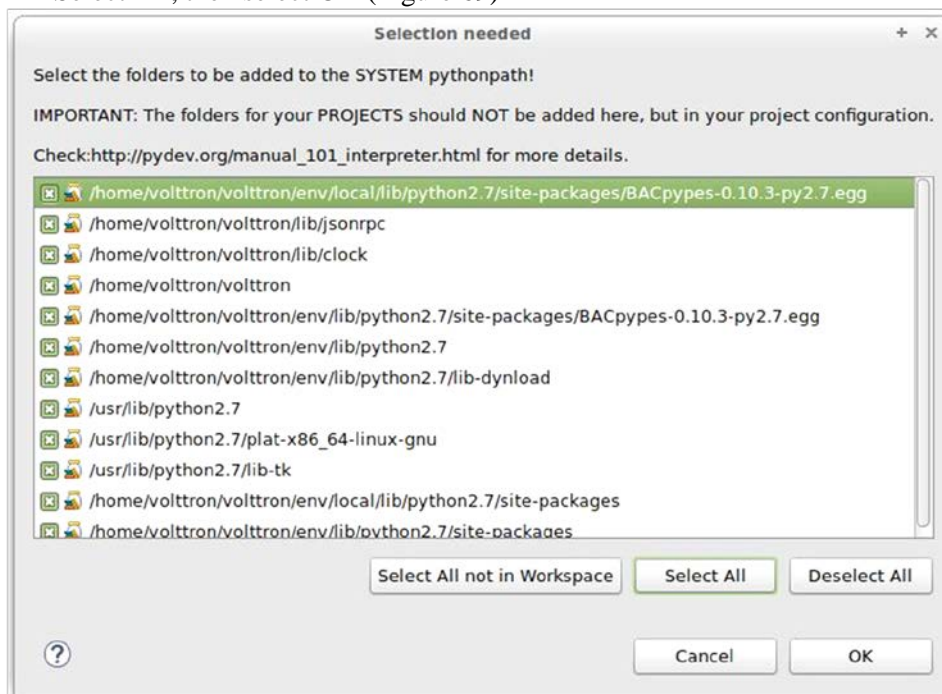 Selection needed
Select the folders to be added to the SYSTEM pythonpath!
IMPORTANT: The folders for your PROJECTS should NOT be added here, but in your project configuration.
Check:http://pydev.org/manual_101_interpreter.html for more details.
/home/volttron/volttron/env/local/lib/python2.7/site-packages/BACpypes-0.10.3-py2.7.egg
/home/volttron/volttron/lib/jsonrpc
/home/volttron/volttron/lib/clock
/home/volttron/volttron
/home/volttron/volttron/env/lib/python2.7/site-packages/BACpypes-0.10.3-py2.7.egg
/home/volttron/volttron/env/lib/python2.7
/home/volttron/volttron/env/lib/python2.7/lib-dynload
/usr/lib/python2.7
/usr/lib/python2.7/plat-x86_64-linux-gnu
/usr/lib/python2.7/lib-tk
/home/volttron/volttron/env/local/lib/python2.7/site-packages
/home/volttron/volttron/env/lib/python2.7/site-packages
Select All not in Workspace Select All Deselect All
Cancel OK